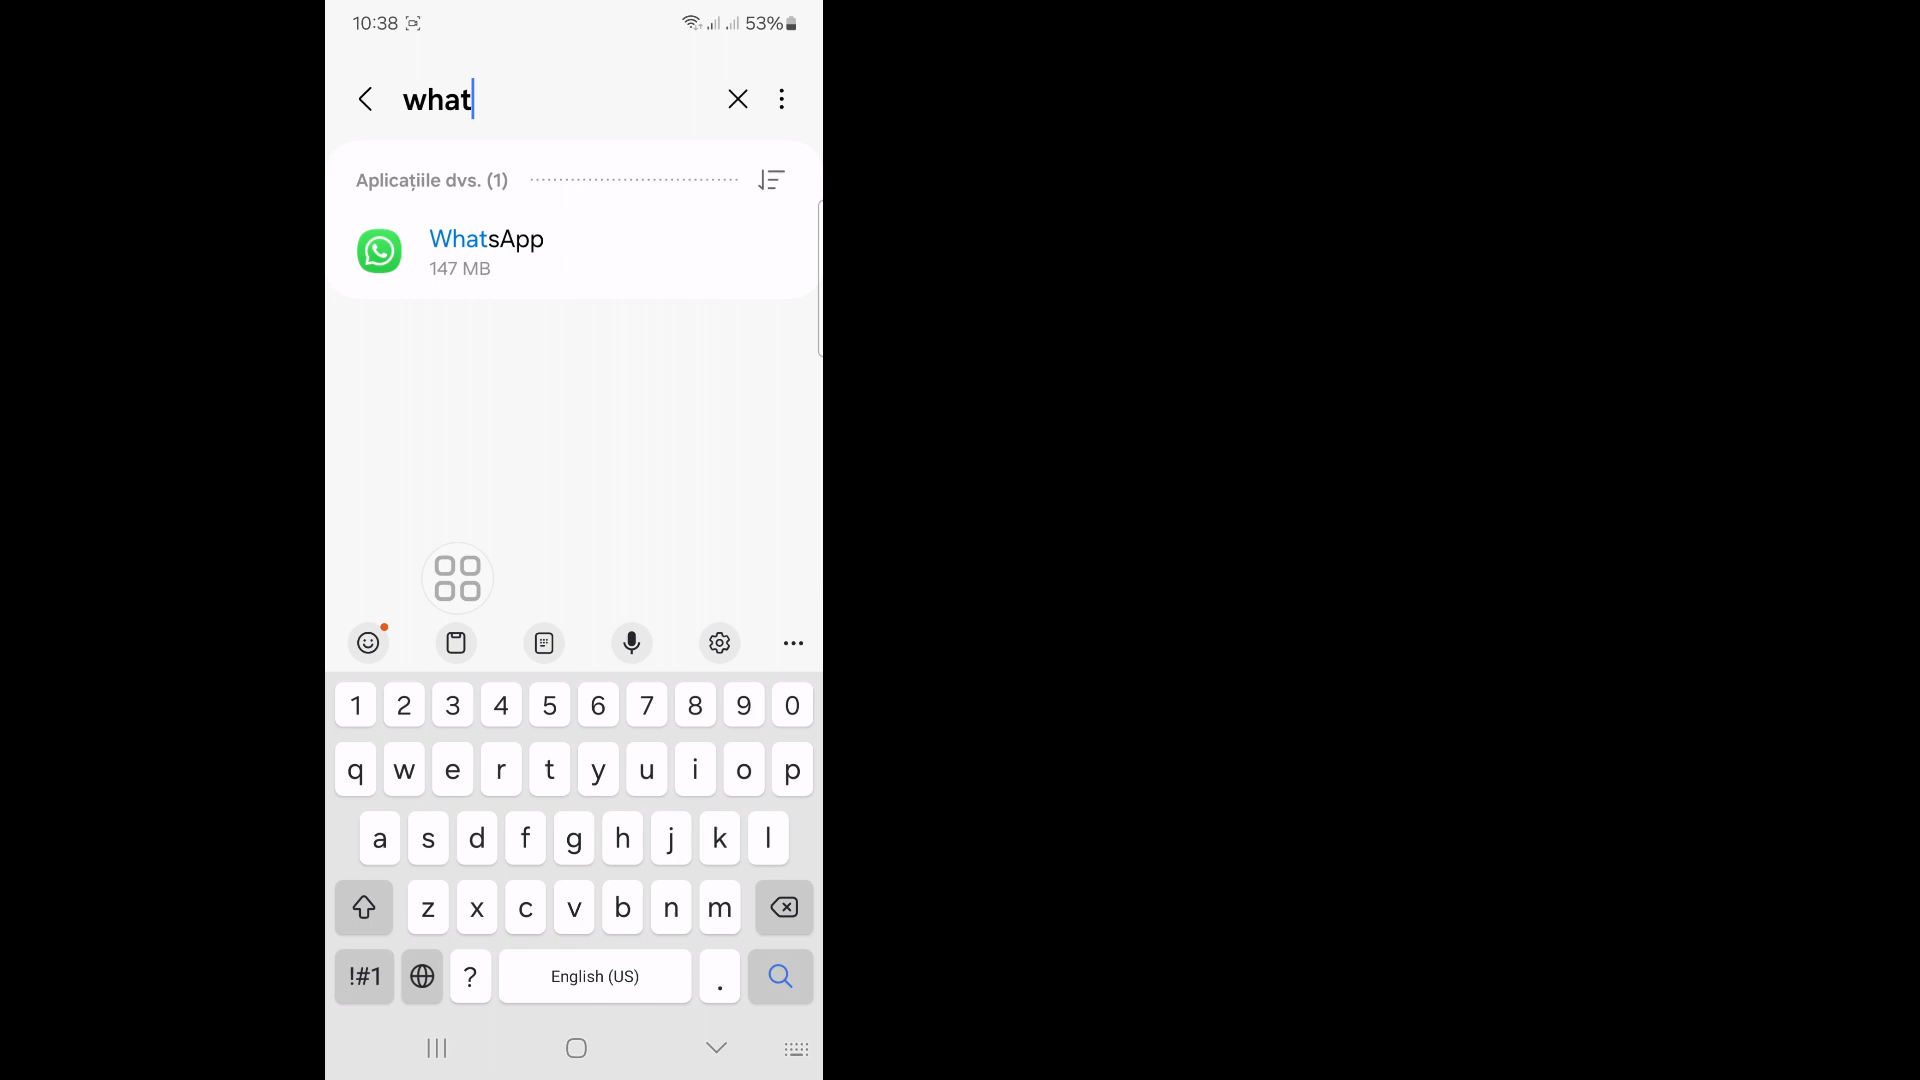 10:38 53%
what
Aplicațiile dvs. (1)
WhatsApp
147 MB
1 2 3 4 5 6 7 8 9 0
q w e r t y u i o p
a s d f g h j k l
z x c v b n m
!#1 ? English (US) .